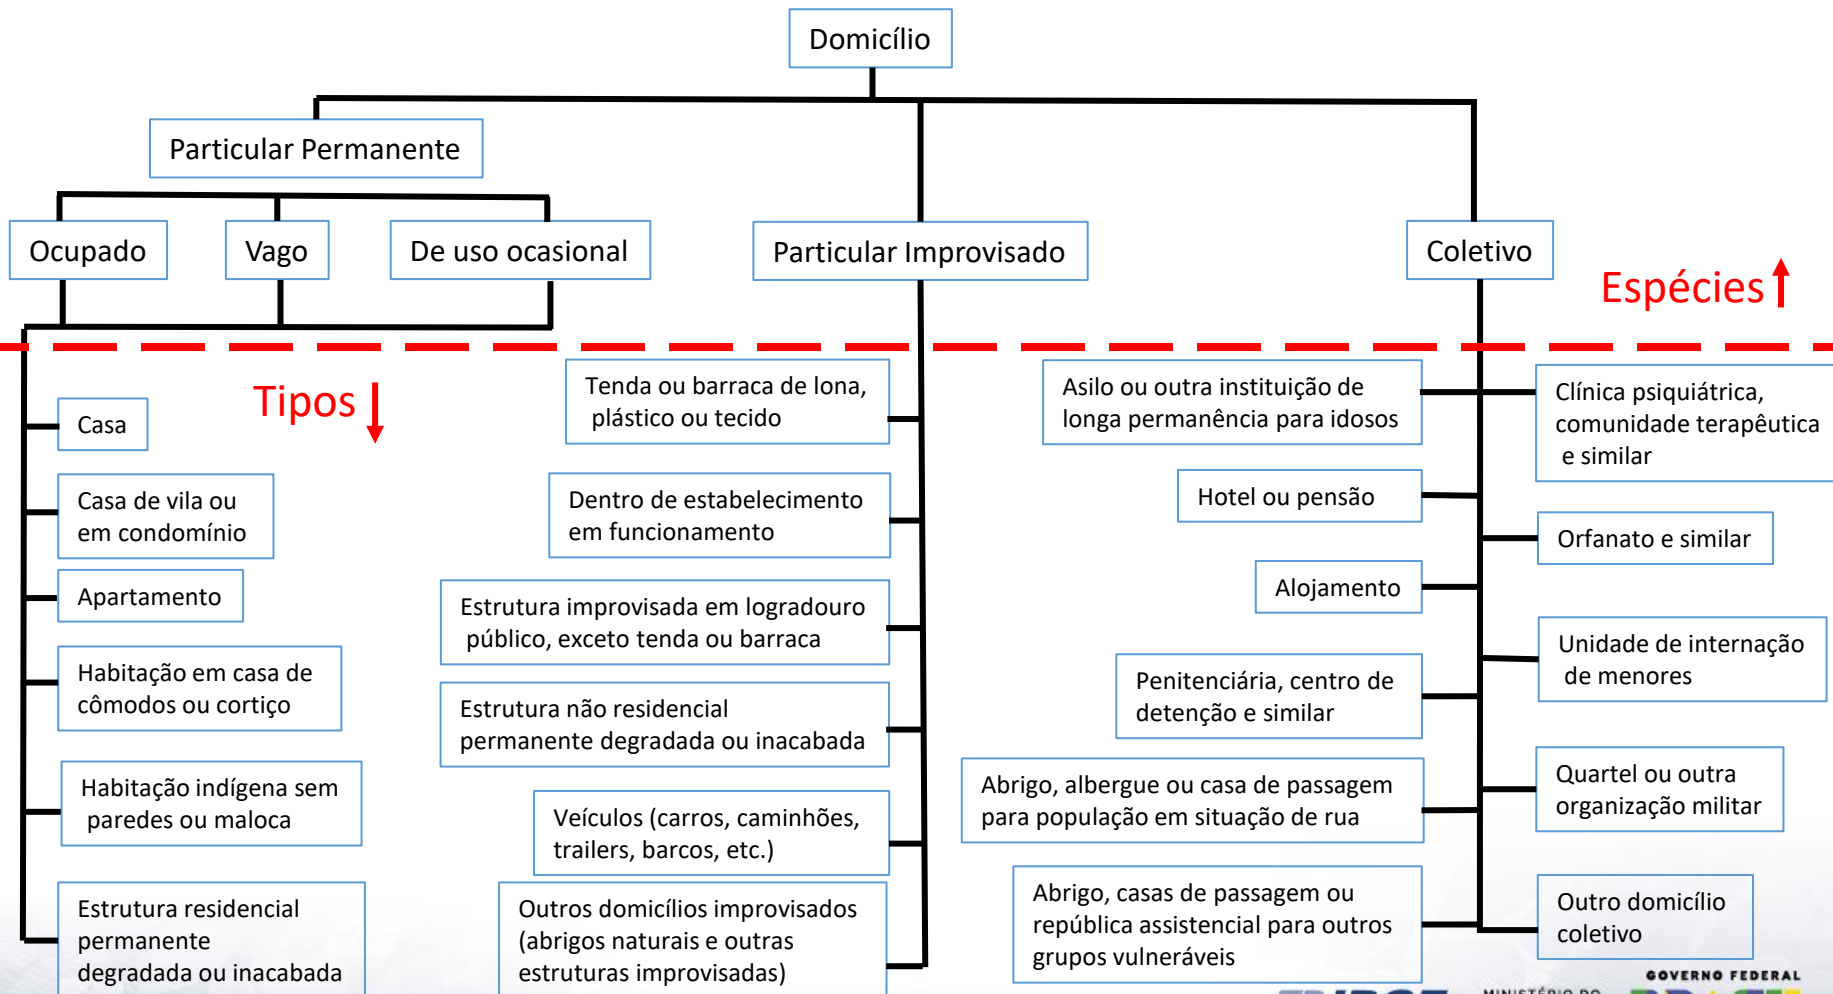 Domicílio
Particular Permanente
Ocupado
Vago
De uso ocasional
Particular Improvisado
Coletivo
Espécies
Tipos
Casa
Casa de vila ou
em condomínio
Apartamento
Habitação em casa de
cômodos ou cortiço
Habitação indígena sem
paredes ou maloca
Estrutura residencial
permanente
degradada ou inacabada
Tenda ou barraca de lona,
plástico ou tecido
Dentro de estabelecimento
em funcionamento
Estrutura improvisada em logradouro
público, exceto tenda ou barraca
Estrutura não residencial
permanente degradada ou inacabada
Veículos (carros, caminhões,
trailers, barcos, etc.)
Outros domicílios improvisados
(abrigos naturais e outras
estruturas improvisadas)
Asilo ou outra instituição de
longa permanência para idosos
Hotel ou pensão
Alojamento
Penitenciária, centro de
detenção e similar
Abrigo, albergue ou casa de passagem
para população em situação de rua
Abrigo, casas de passagem ou
república assistencial para outros
grupos vulneráveis
Clínica psiquiátrica,
comunidade terapêutica
e similar
Orfanato e similar
Unidade de internação
de menores
Quartel ou outra
organização militar
Outro domicílio
coletivo
IBGE
MINISTÉRIO DO
GOVERNO FEDERAL